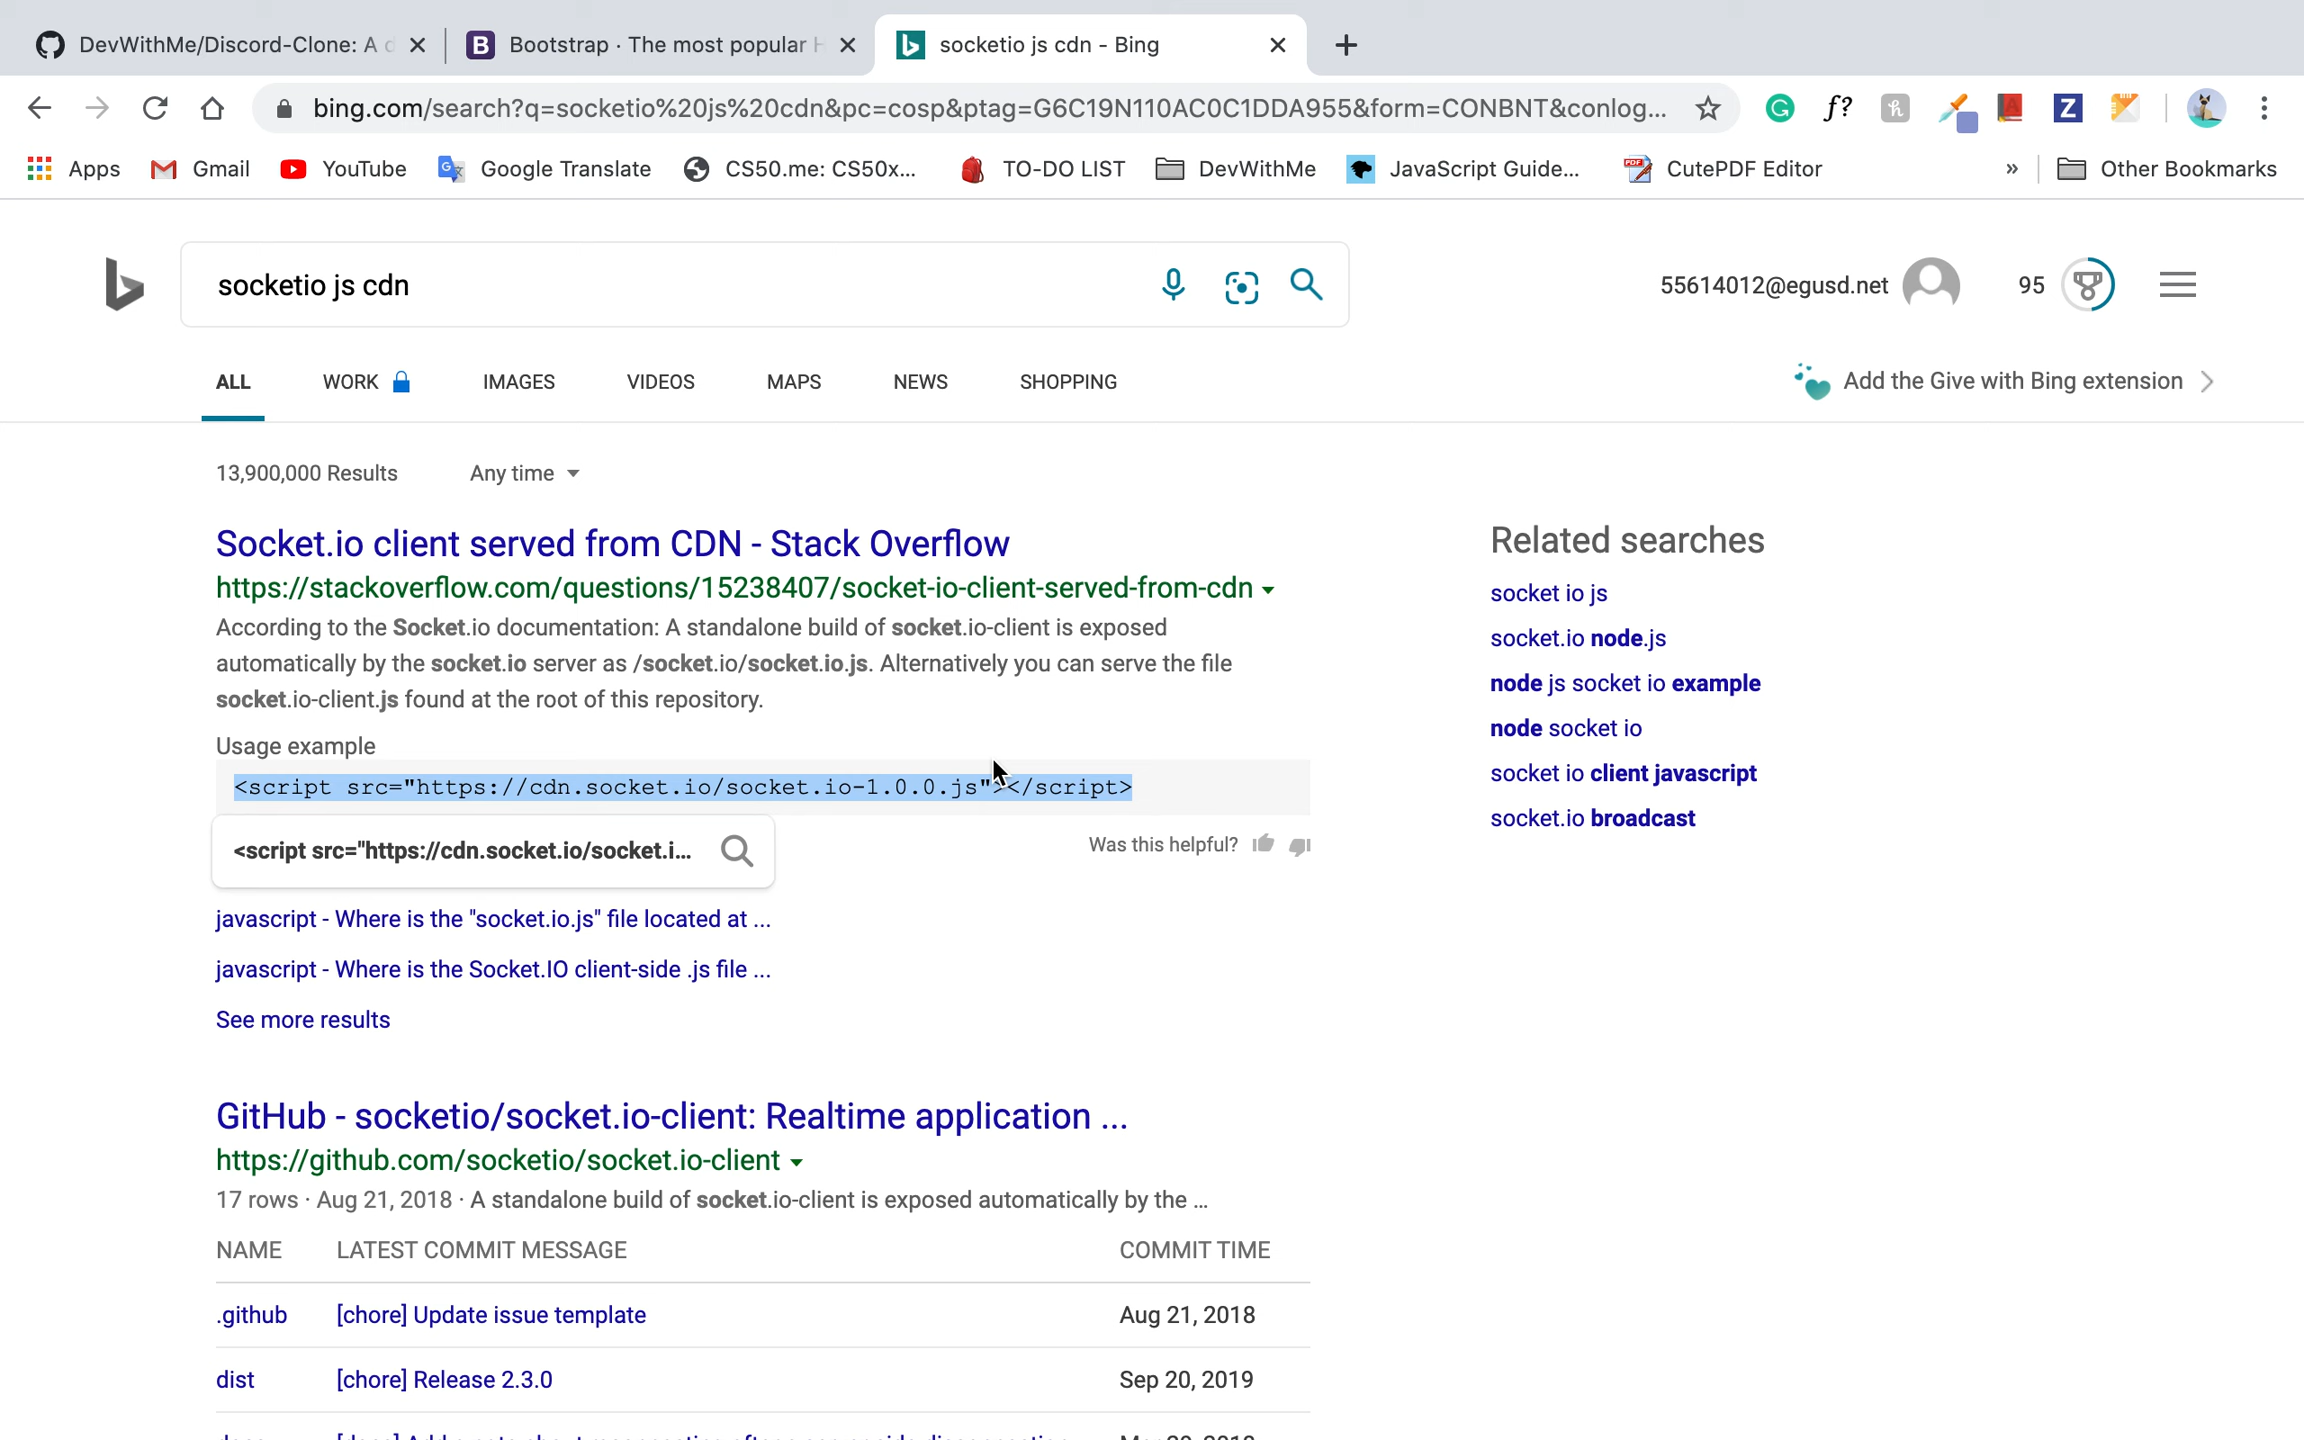 DevWithMe/Discord-Clone: A d
Bootstrap · The most popular H
socketio js cdn - Bing
bing.com/search?q=socketio%20js%20cdn&pc=cosp&ptag=G6C19N110AC0C1DDA955&form=CONBNT&conlog...
Apps
Gmail
YouTube
Google Translate
CS50.me: CS50x...
TO-DO LIST
DevWithMe
JavaScript Guide...
CutePDF Editor
»
Other Bookmarks
socketio js cdn
55614012@egusd.net
95
ALL
WORK
IMAGES
VIDEOS
MAPS
NEWS
SHOPPING
Add the Give with Bing extension
13,900,000 Results
Any time
Socket.io client served from CDN - Stack Overflow
https://stackoverflow.com/questions/15238407/socket-io-client-served-from-cdn
According to the Socket.io documentation: A standalone build of socket.io-client is exposed
automatically by the socket.io server as /socket.io/socket.io.js. Alternatively you can serve the file
socket.io-client.js found at the root of this repository.
Usage example
<script src="https://cdn.socket.io/socket.io-1.0.0.js"></script>
<script src="https://cdn.socket.io/socket.i...
Was this helpful?
javascript - Where is the "socket.io.js" file located at ...
javascript - Where is the Socket.IO client-side .js file ...
See more results
GitHub - socketio/socket.io-client: Realtime application ...
https://github.com/socketio/socket.io-client
17 rows · Aug 21, 2018 · A standalone build of socket.io-client is exposed automatically by the ...
NAME LATEST COMMIT MESSAGE COMMIT TIME
.github [chore] Update issue template Aug 21, 2018
dist [chore] Release 2.3.0 Sep 20, 2019
Related searches
socket io js
socket.io node.js
node js socket io example
node socket io
socket io client javascript
socket.io broadcast